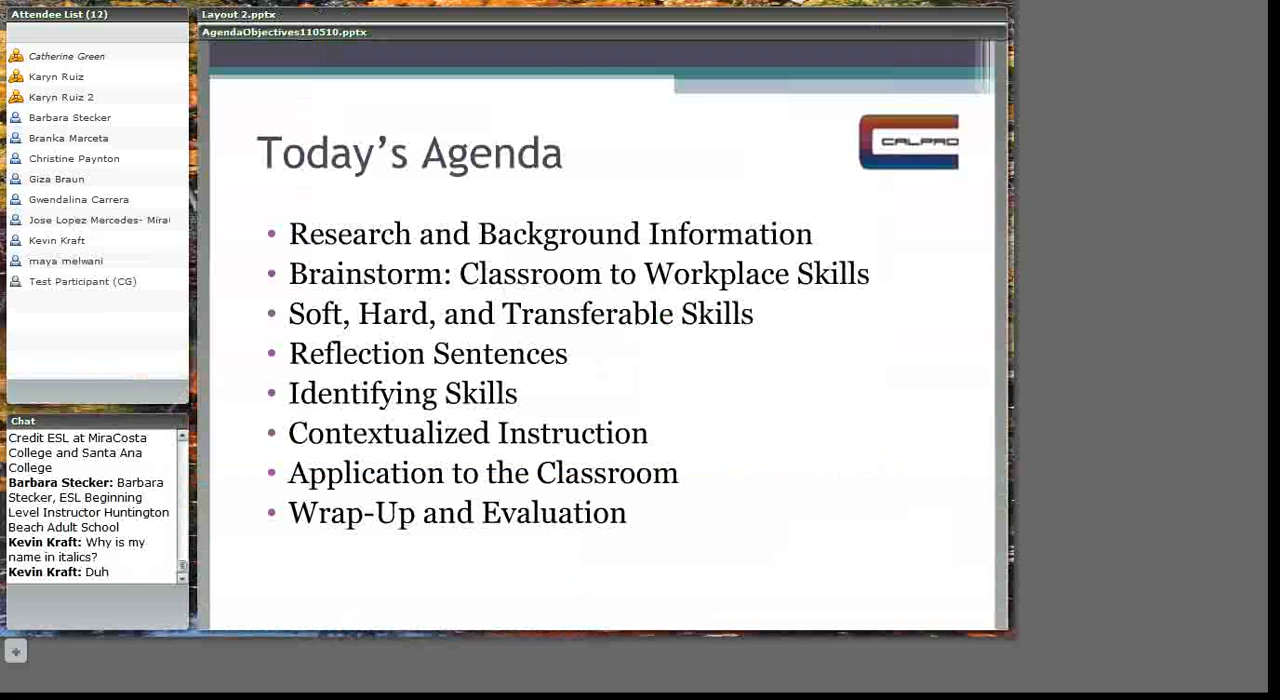 Attendee List (12)
Catherine Green
Karyn Ruiz
Karyn Ruiz 2
Barbara Stecker
Branka Marceta
Christine Paynton
Giza Braun
Gwendalina Carrera
Jose Lopez Mercedes- Mira
Kevin Kraft
maya melwani
Test Participant (CG)
Chat
Credit ESL at MiraCosta
College and Santa Ana
College
Barbara Stecker: Barbara
Stecker, ESL Beginning
Level Instructor Huntington
Beach Adult School
Kevin Kraft: Why is my
name in italics?
Kevin Kraft: Duh
Layout 2.pptx
AgendaObjectives110510.pptx
Today's Agenda
CALPRO
• Research and Background Information
• Brainstorm: Classroom to Workplace Skills
• Soft, Hard, and Transferable Skills
• Reflection Sentences
• Identifying Skills
• Contextualized Instruction
• Application to the Classroom
• Wrap-Up and Evaluation